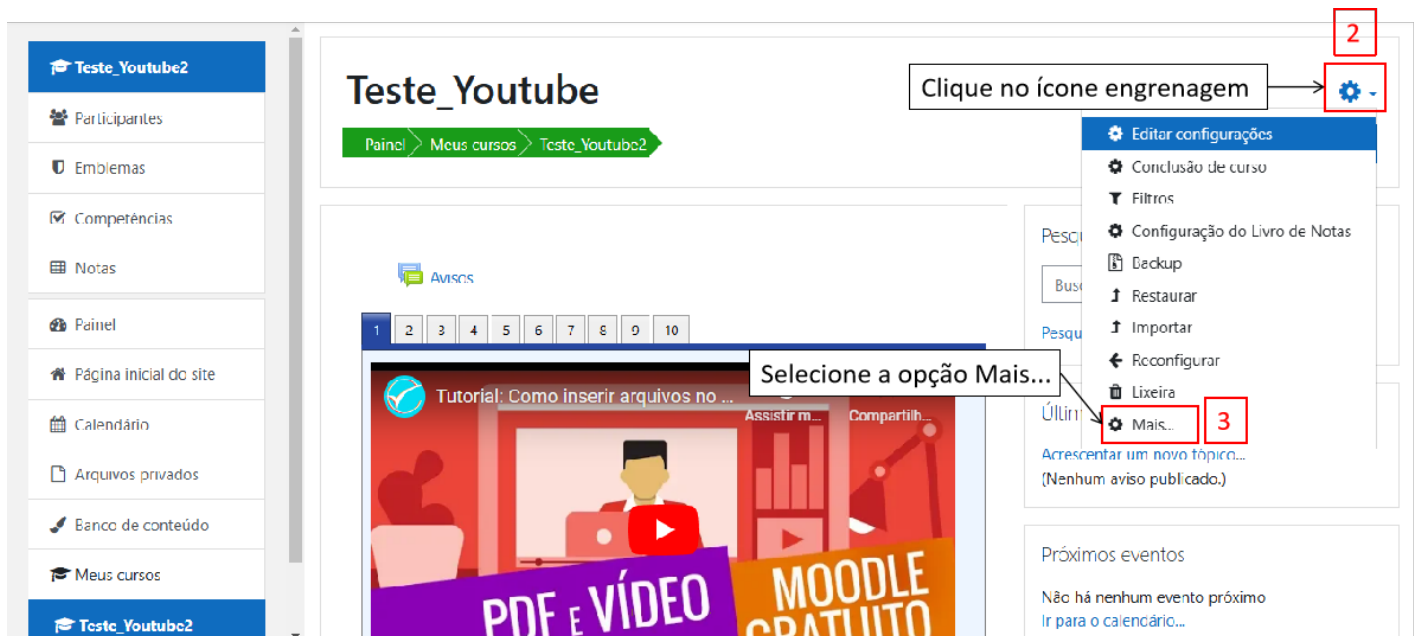 Teste_Youtube2
Participantes
Emblemas
Competências
Notas
Painel
Página inicial do site
Calendário
Arquivos privados
Banco de conteúdo
Meus cursos
Teste_Youtube2
Teste_Youtube
Painel
Meus cursos
Teste_Youtube2
2
Clique no ícone engrenagem
Editar configurações
Conclusão de curso
Filtros
Configuração do Livro de Notas
Backup
Restaurar
Importar
Reconfigurar
Lixeira
Mais...
3
Selecione a opção Mais...
Avisos
1 2 3 4 5 6 7 8 9 10
Tutorial: Como inserir arquivos no ...
Assistir m...
Compartilh...
PDF E VÍDEO
MOODLE
GRATUITO
Pesq
Bus
Pesqu
Últim
Acrescentar um novo tópico...
(Nenhum aviso publicado.)
Próximos eventos
Não há nenhum evento próximo
Ir para o calendário...